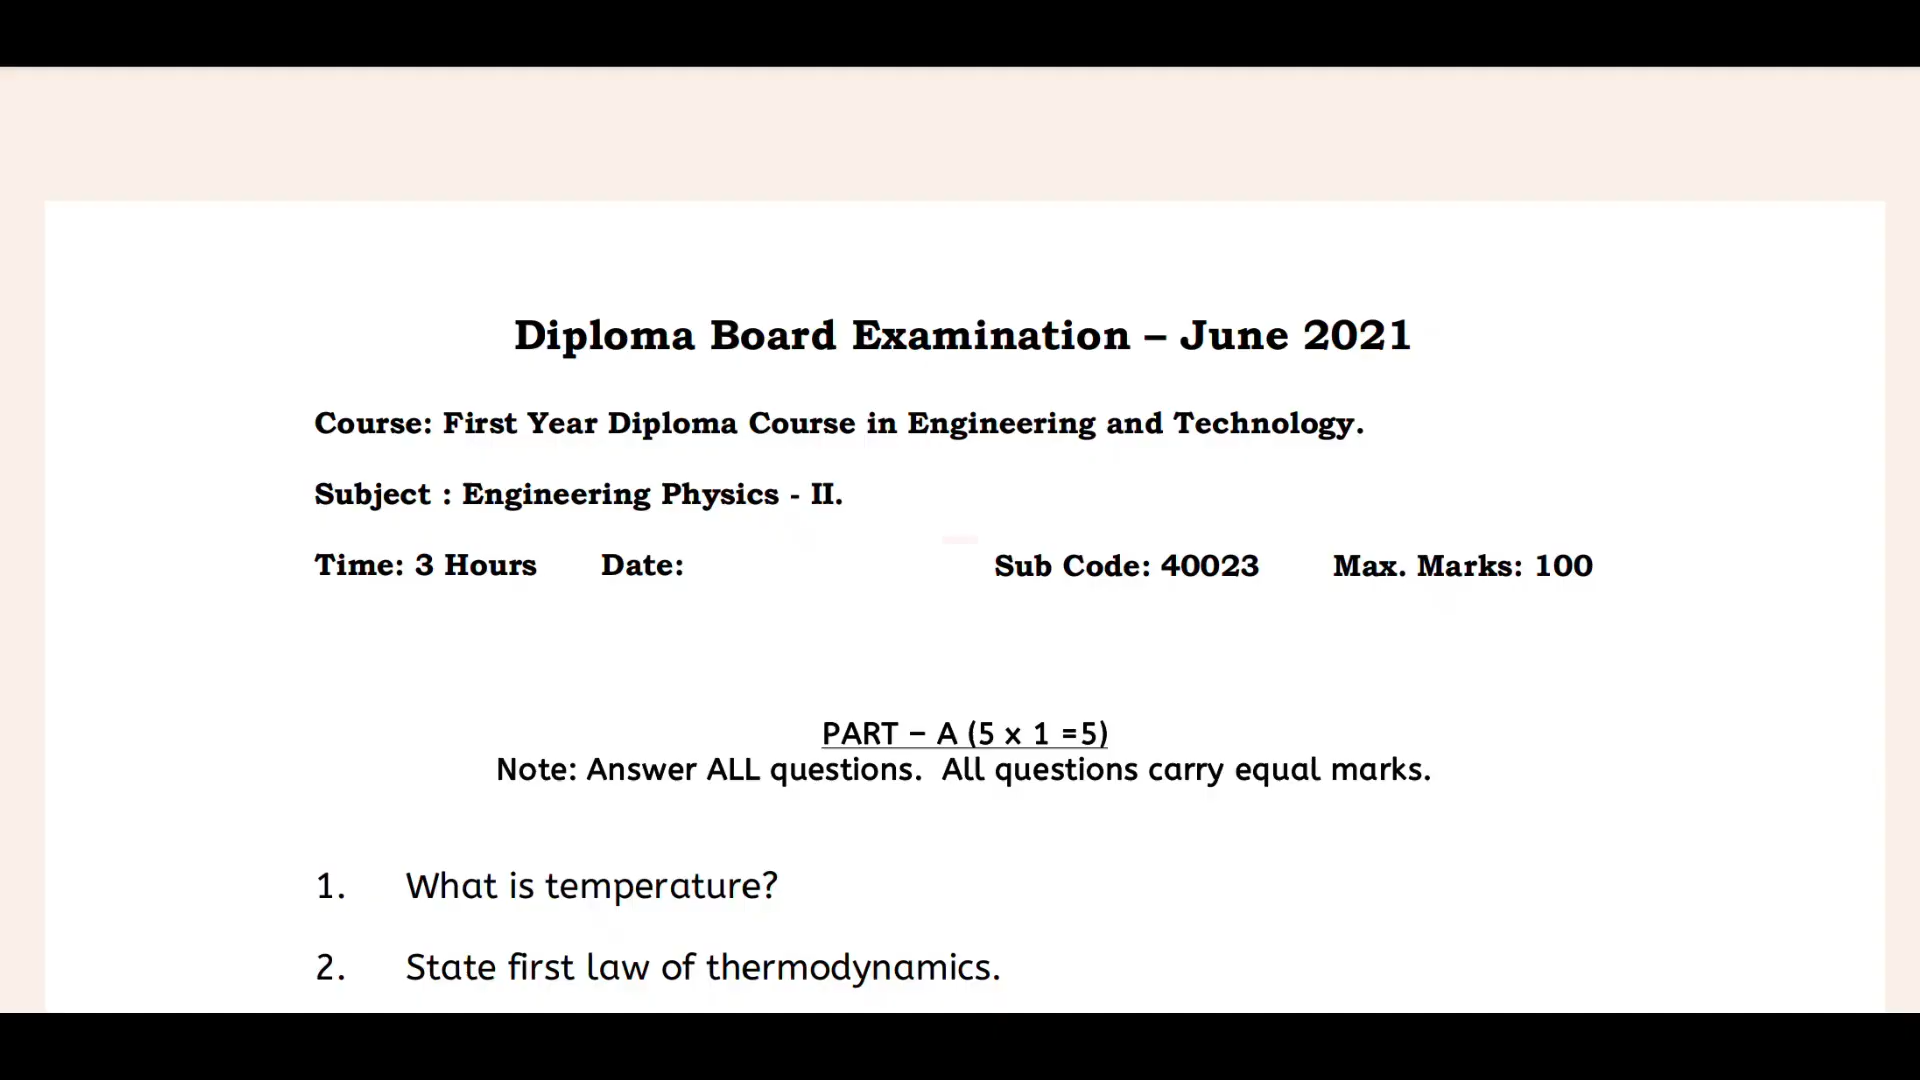 Diploma Board Examination – June 2021
Course: First Year Diploma Course in Engineering and Technology.
Subject : Engineering Physics - II.
Time: 3 Hours Date: Sub Code: 40023 Max. Marks: 100
PART – A (5 x 1 =5)
Note: Answer ALL questions. All questions carry equal marks.
1. What is temperature?
2. State first law of thermodynamics.